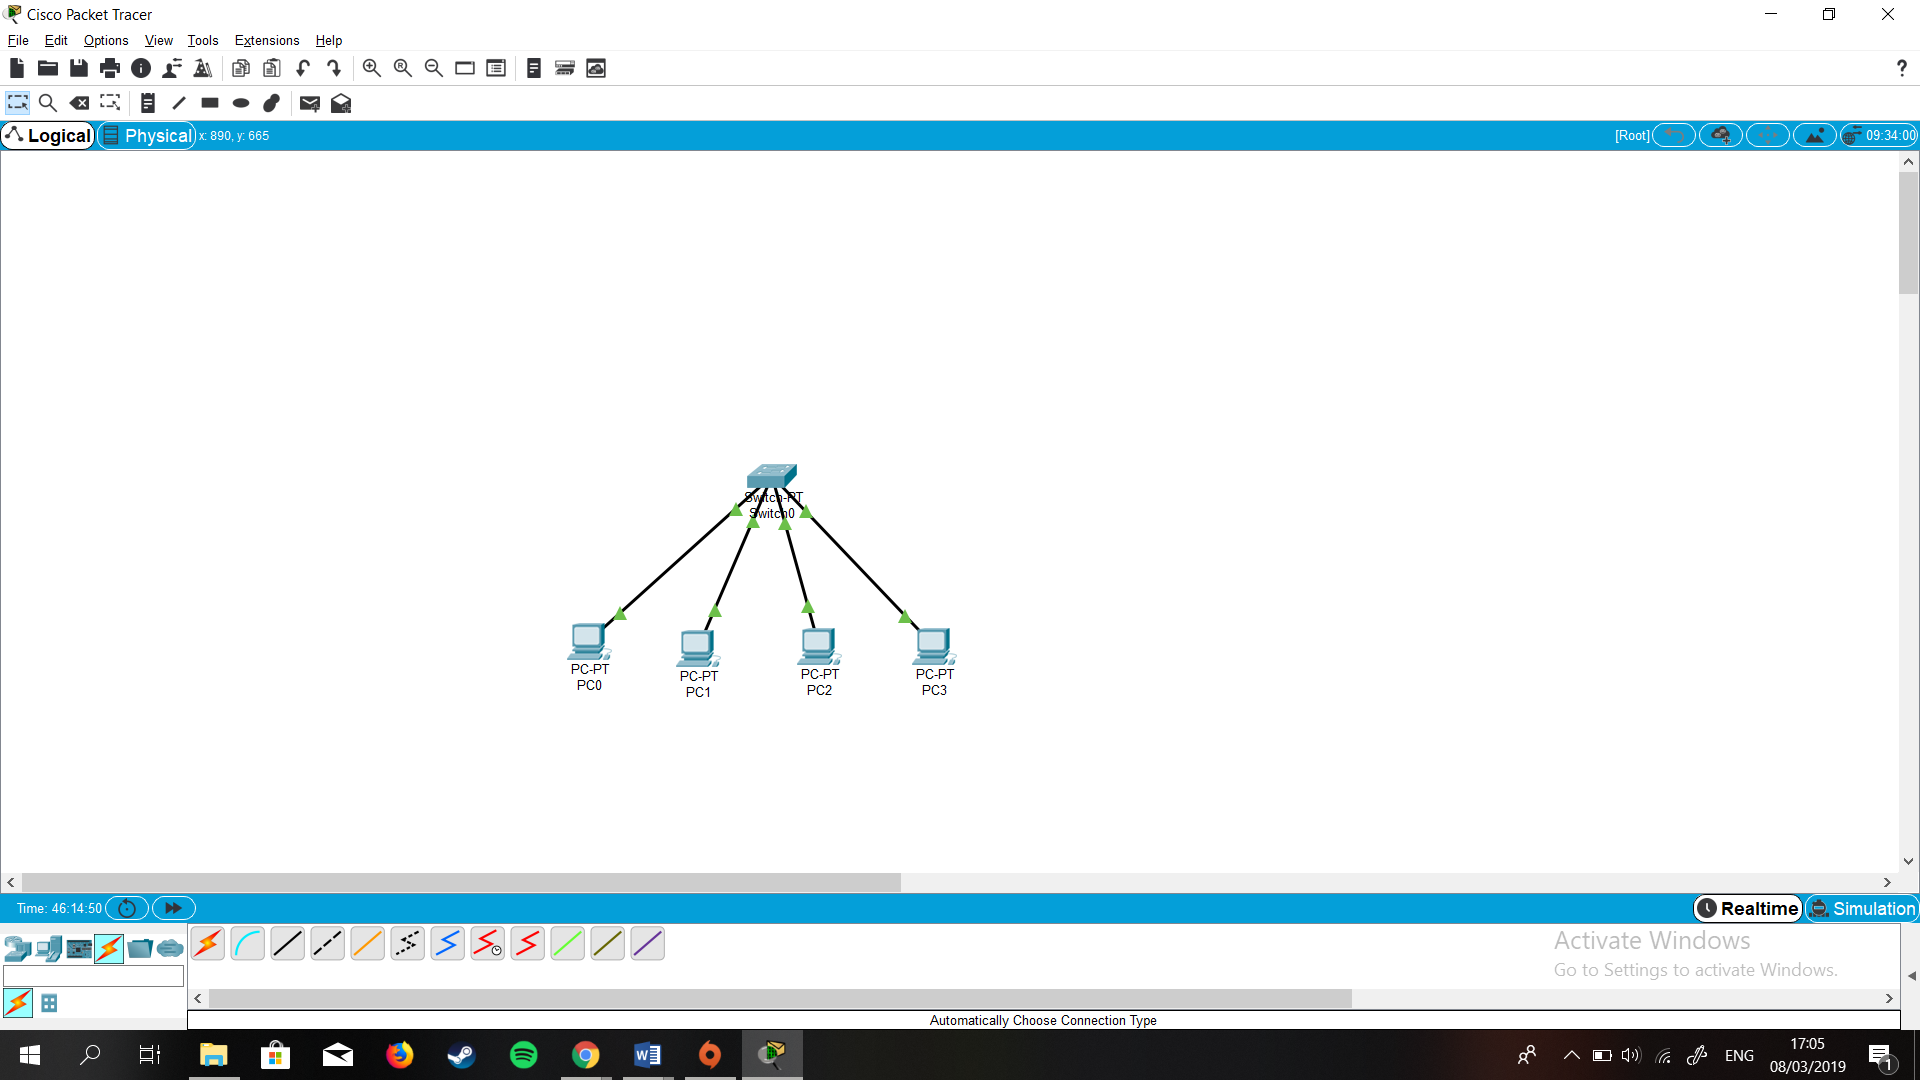 Cisco Packet Tracer
File Edit Options View Tools Extensions Help
?
Logical Physical x: 890, y: 665 [Root] 09:34:00
Switch-PT
Switch0
PC-PT
PC0
PC-PT
PC1
PC-PT
PC2
PC-PT
PC3
Time: 46:14:50 Realtime Simulation
Activate Windows
Go to Settings to activate Windows.
Automatically Choose Connection Type
ENG
17:05
08/03/2019
1